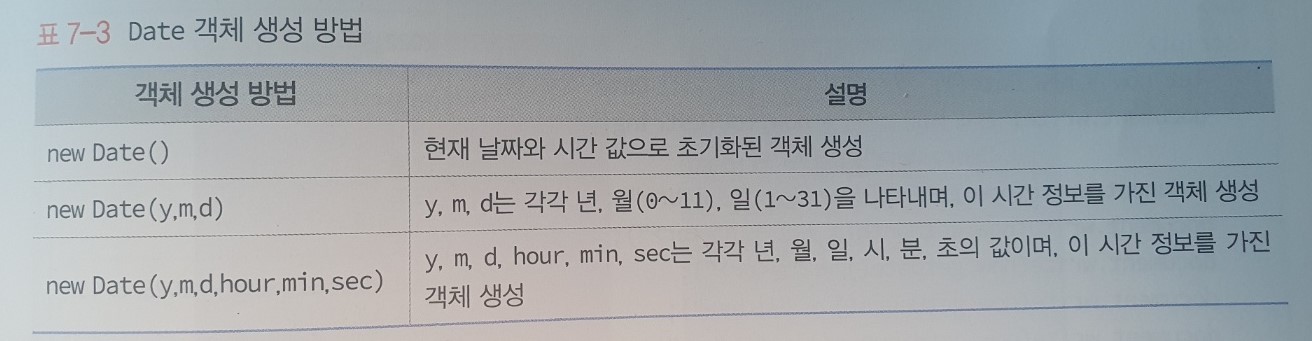 표 7-3 Date 객체 생성 방법
객체 생성 방법 설명
new Date() 현재 날짜와 시간 값으로 초기화된 객체 생성
new Date(y,m,d) y, m, d는 각각 년, 월(0~11), 일(1~31)을 나타내며, 이 시간 정보를 가진 객체 생성
new Date(y,m,d,hour,min,sec) y, m, d, hour, min, sec는 각각 년, 월, 일, 시, 분, 초의 값이며, 이 시간 정보를 가진
객체 생성